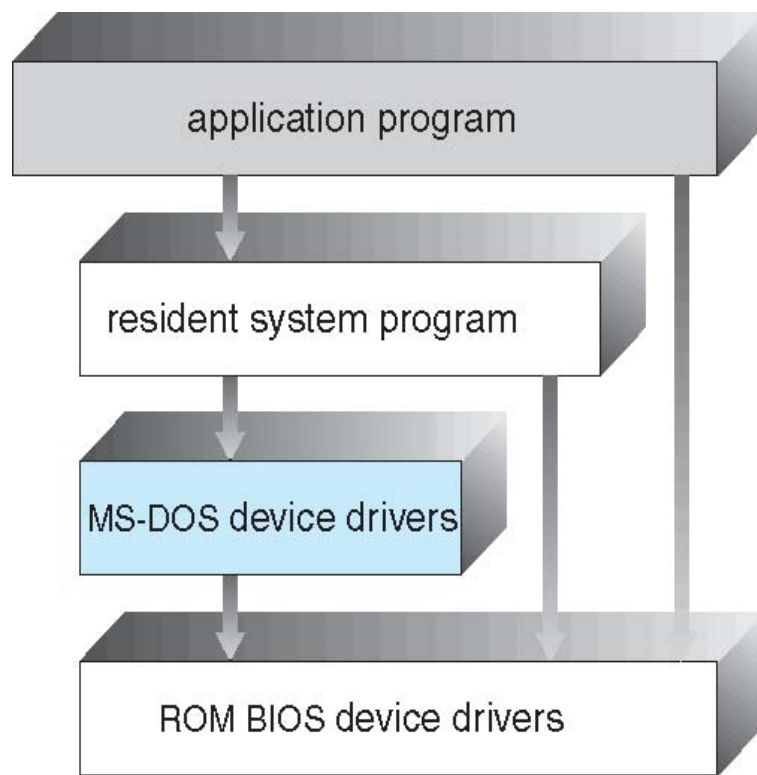 application program
resident system program
MS-DOS device drivers
ROM BIOS device drivers